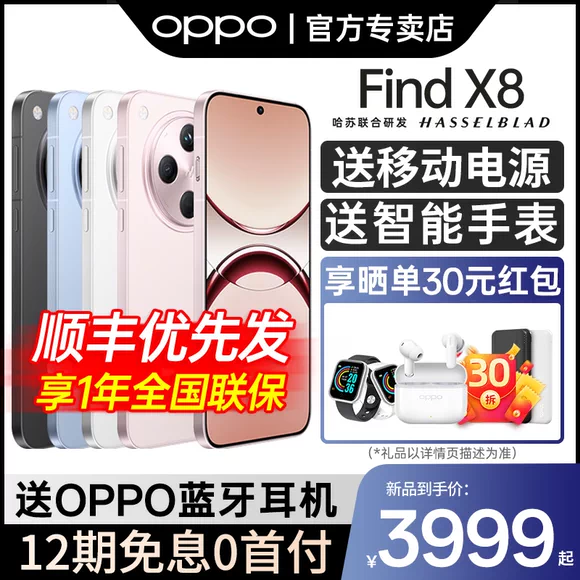 oppo | 官方专卖店
Find X8
哈苏联合研发 HASSELBLAD
送移动电源
送智能手表
享晒单30元红包
顺丰优先发
享1年全国联保
oppo
30
拆
(*礼品以详情页描述为准)
送OPPO蓝牙耳机
12期免息0首付
新品到手价:
¥3999起